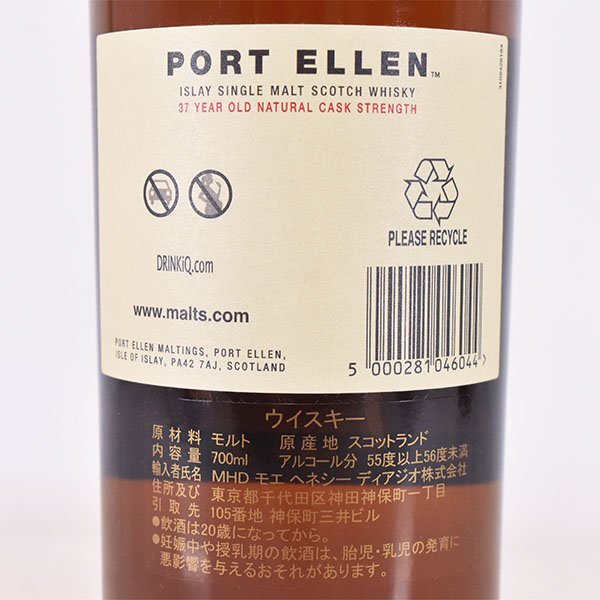 PORT ELLEN™
ISLAY SINGLE MALT SCOTCH WHISKY
37 YEAR OLD NATURAL CASK STRENGTH
DRINKiQ.com
PLEASE RECYCLE
www.malts.com
PORT ELLEN MALTINGS, PORT ELLEN,
ISLE OF ISLAY, PA42 7AJ, SCOTLAND
5 000281 046044 >
ウイスキー
原材料 モルト 原産地 スコットランド
内容量 700ml アルコール分 55度以上56度未満
輸入者氏名 MHD モエ ヘネシー ディアジオ株式会社
住所及び 東京都千代田区神田神保町一丁目
引取先 105番地 神保町三井ビル
●飲酒は20歳になってから。
●妊娠中や授乳期の飲酒は、胎児・乳児の発育に
悪影響を与えるおそれがあります。